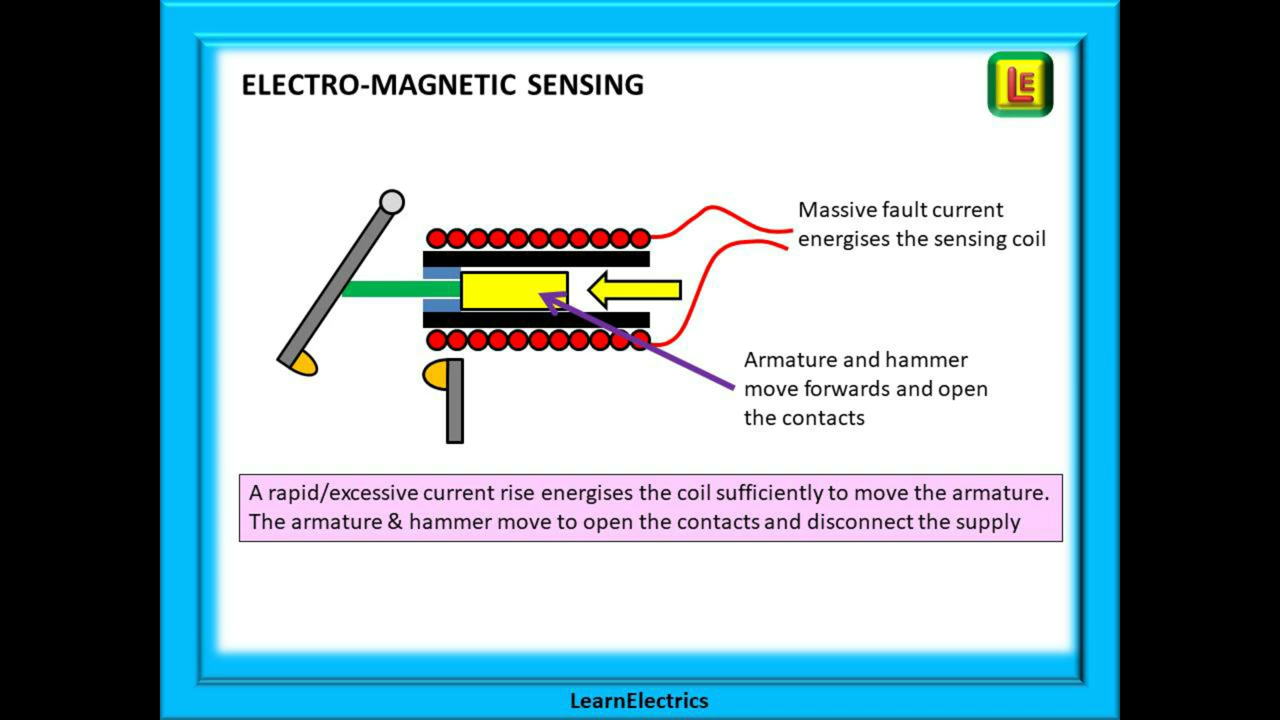 ELECTRO-MAGNETIC SENSING
LE
Massive fault current
energises the sensing coil
Armature and hammer
move forwards and open
the contacts
A rapid/excessive current rise energises the coil sufficiently to move the armature.
The armature & hammer move to open the contacts and disconnect the supply
LearnElectrics